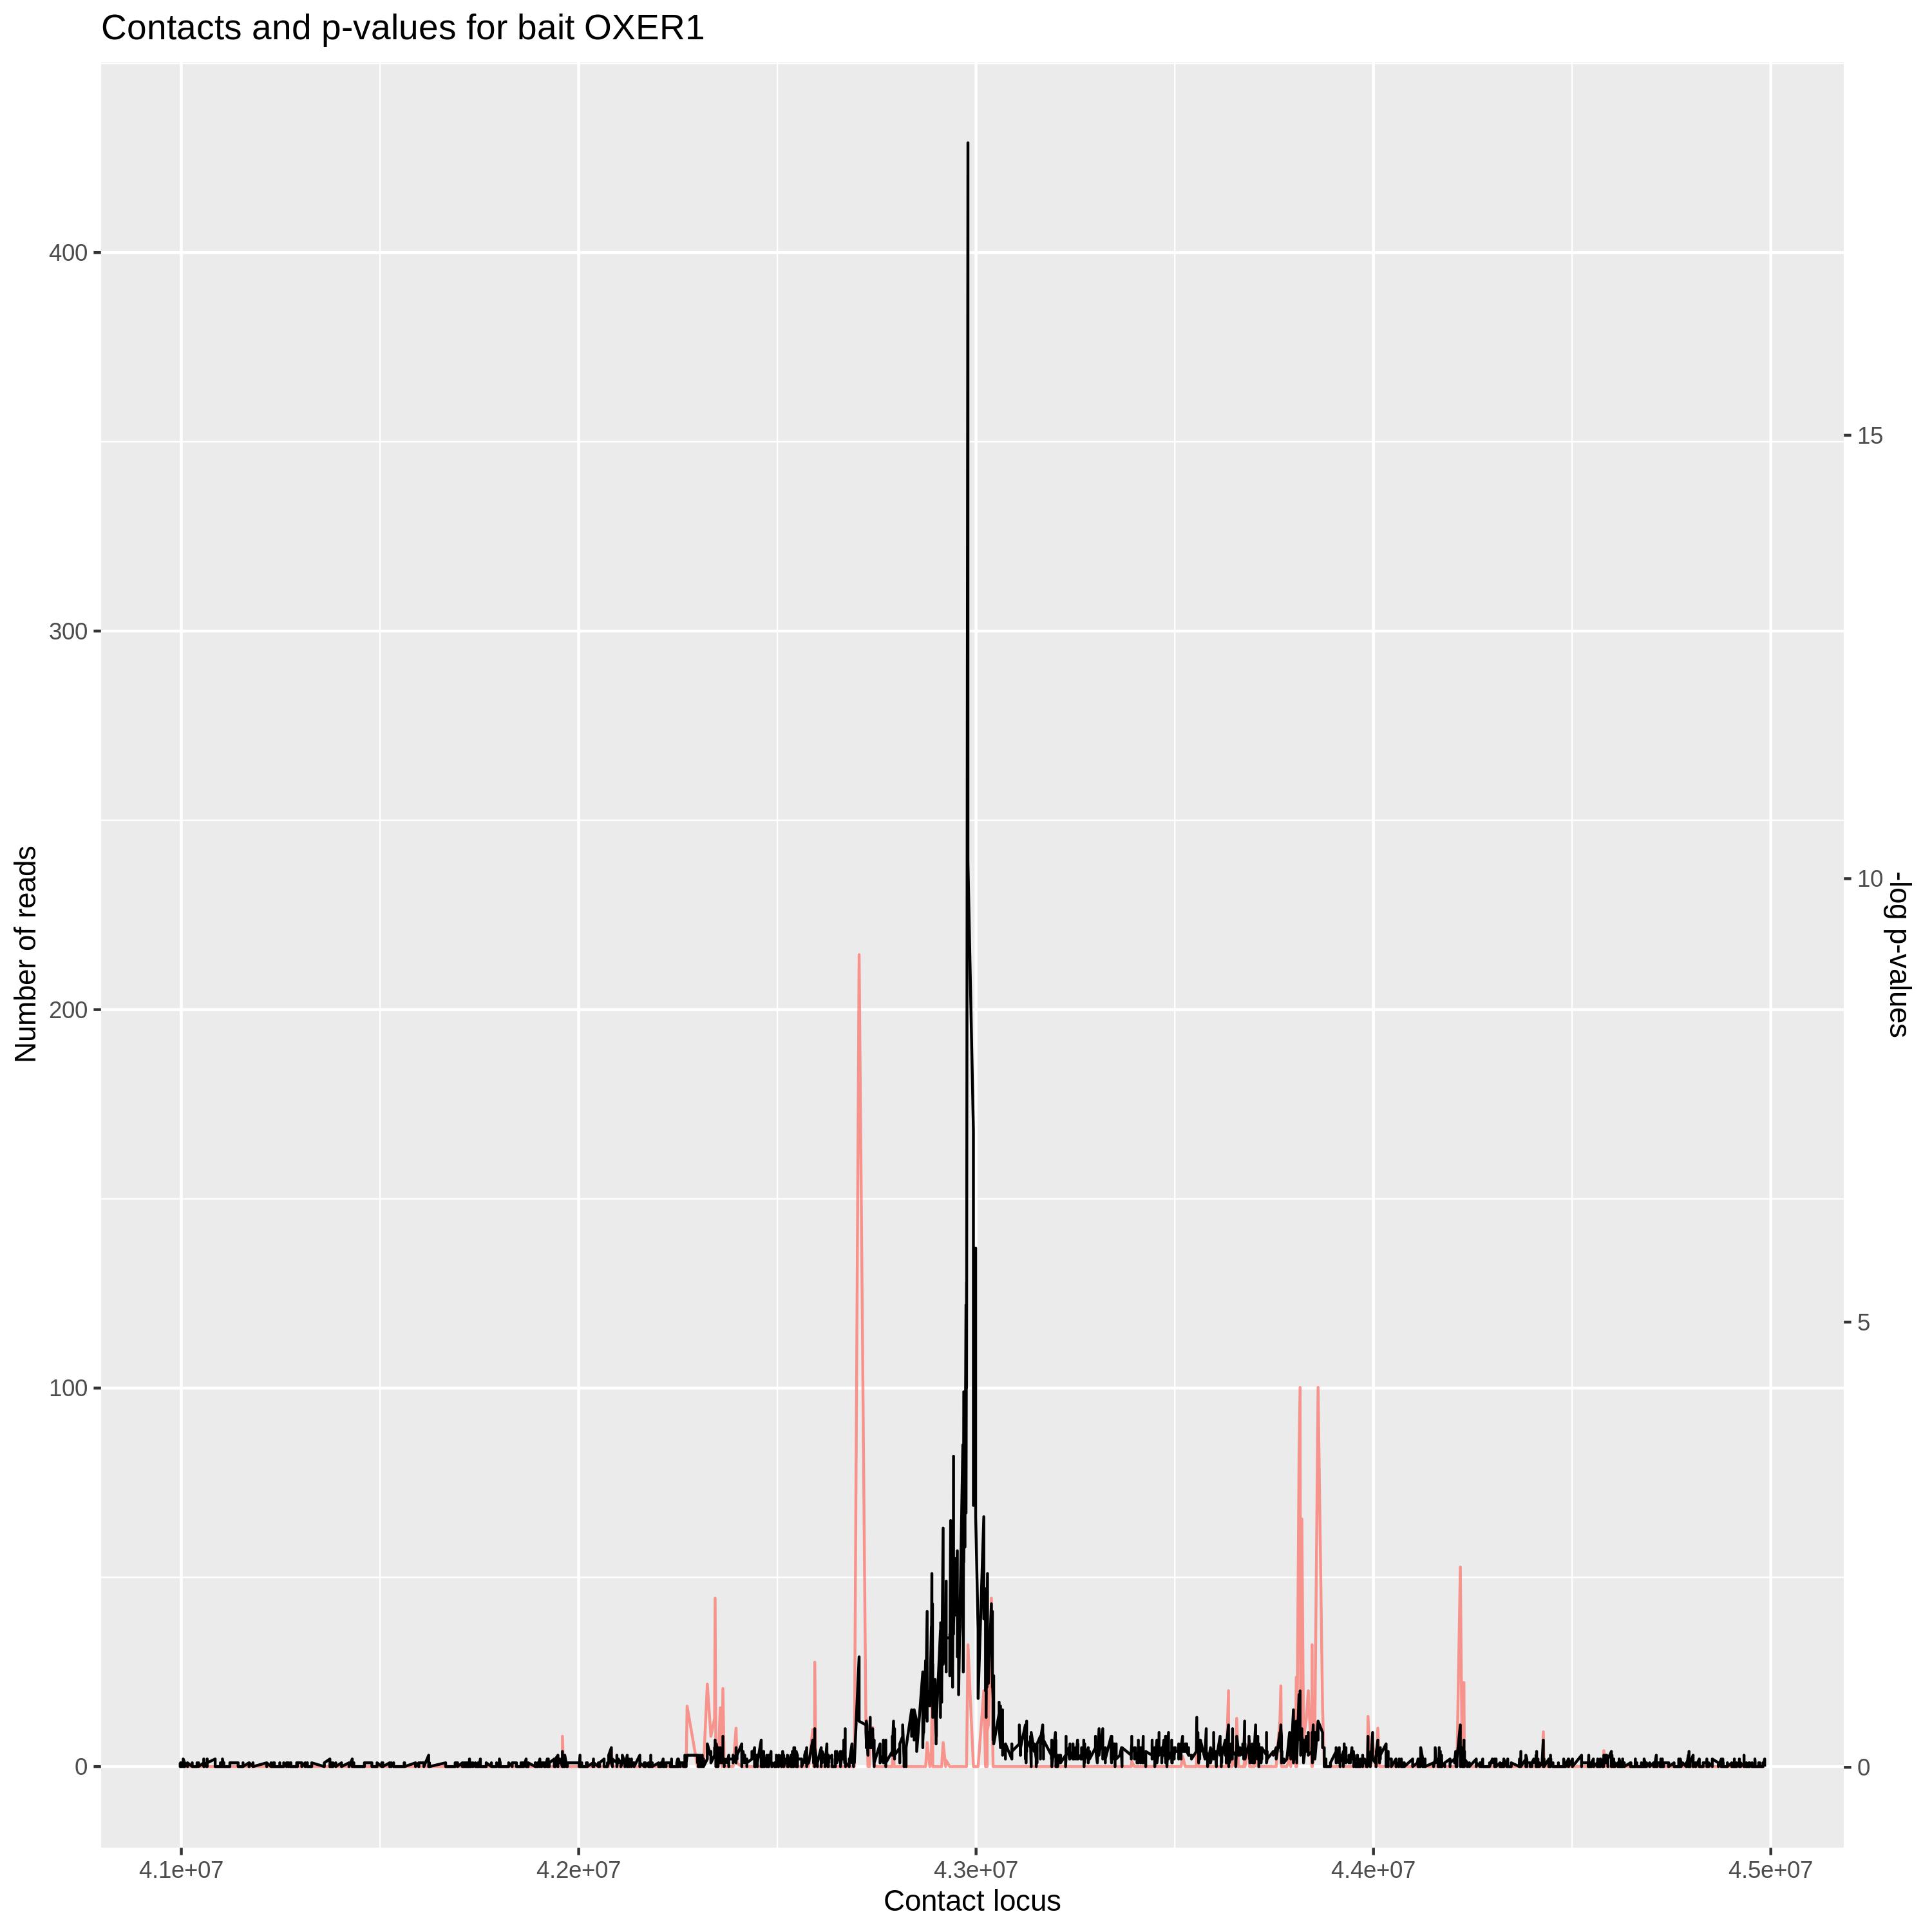 Contacts and p-values for bait OXER1
Number of reads
400
300
200
100
0
15
10
5
0
-log p-values
4.1e+07
4.2e+07
4.3e+07
4.4e+07
4.5e+07
Contact locus